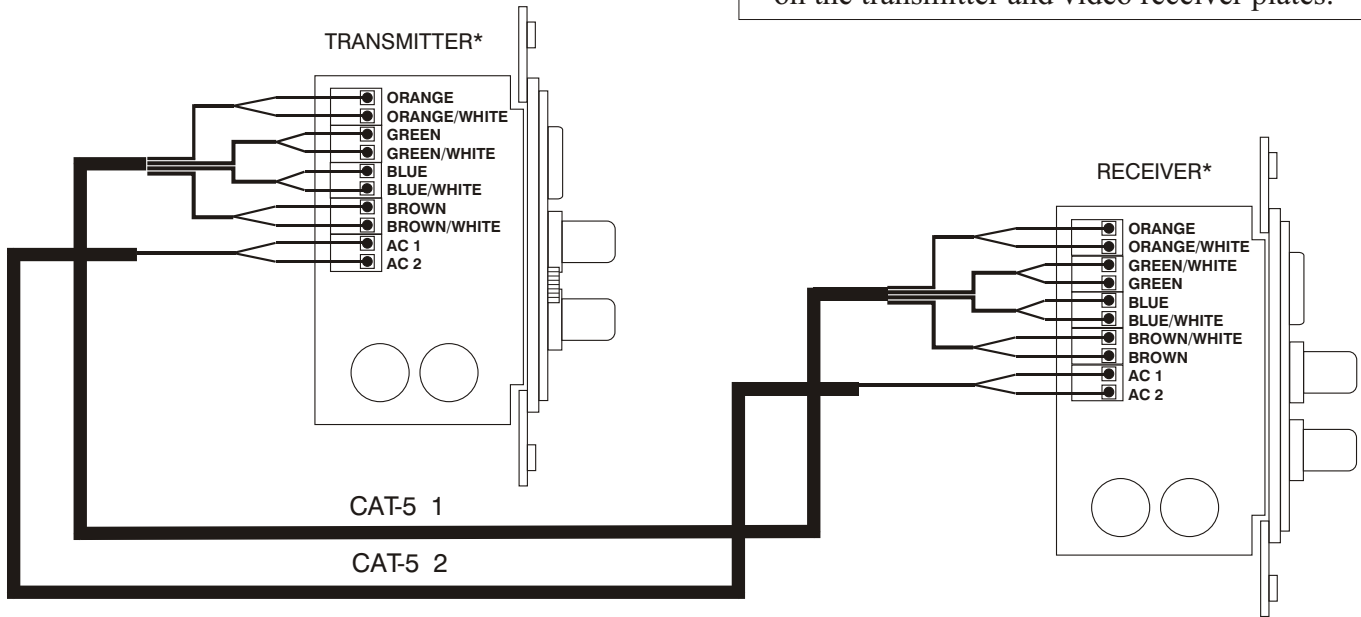 on the transmitter and video receiver plates.
TRANSMITTER*
ORANGE
ORANGE/WHITE
GREEN
GREEN/WHITE
BLUE
BLUE/WHITE
BROWN
BROWN/WHITE
AC 1
AC 2
RECEIVER*
ORANGE
ORANGE/WHITE
GREEN/WHITE
GREEN
BLUE
BLUE/WHITE
BROWN/WHITE
BROWN
AC 1
AC 2
CAT-5 1
CAT-5 2